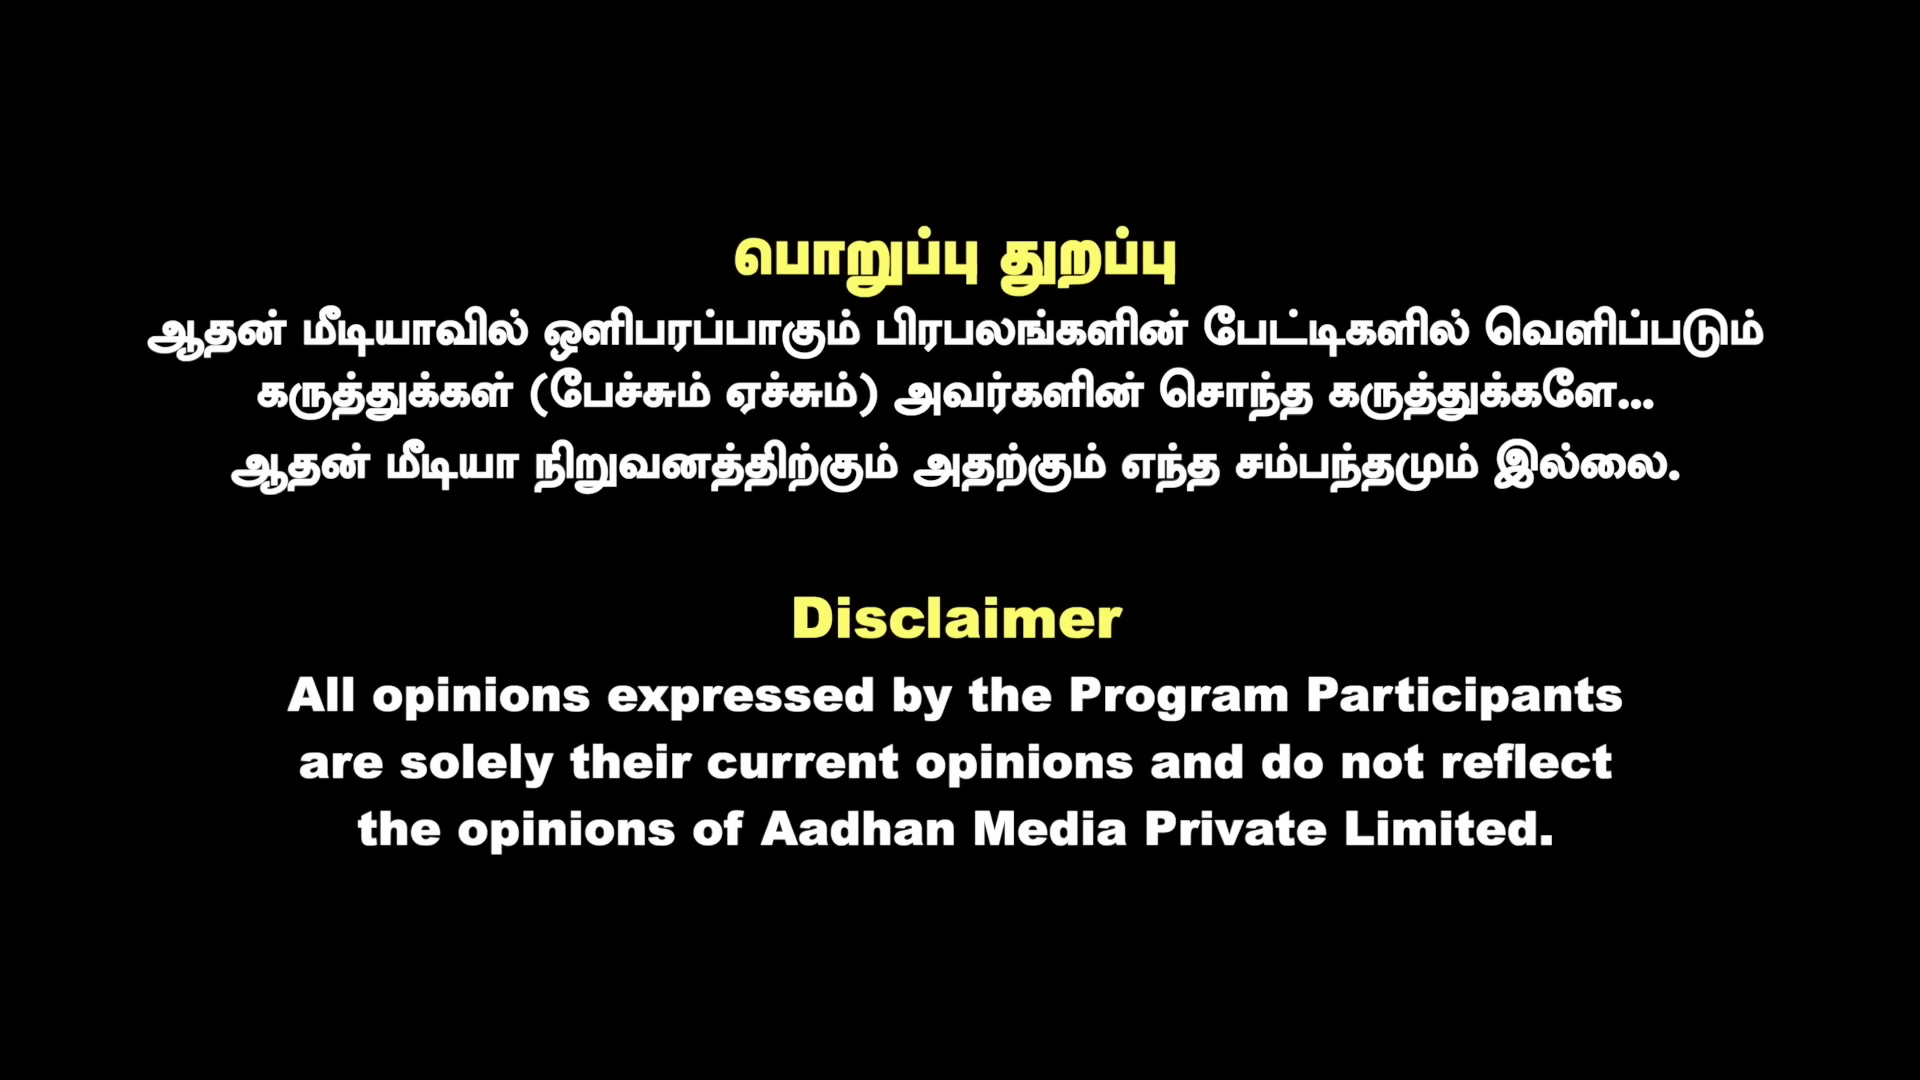 பொறுப்பு துறப்பு
ஆதன் மீடியாவில் ஒளிபரப்பாகும் பிரபலங்களின் பேட்டிகளில் வெளிப்படும்
கருத்துக்கள் (பேச்சும் ஏச்சும்) அவர்களின் சொந்த கருத்துக்களே...
ஆதன் மீடியா நிறுவனத்திற்கும் அதற்கும் எந்த சம்பந்தமும் இல்லை.
Disclaimer
All opinions expressed by the Program Participants
are solely their current opinions and do not reflect
the opinions of Aadhan Media Private Limited.